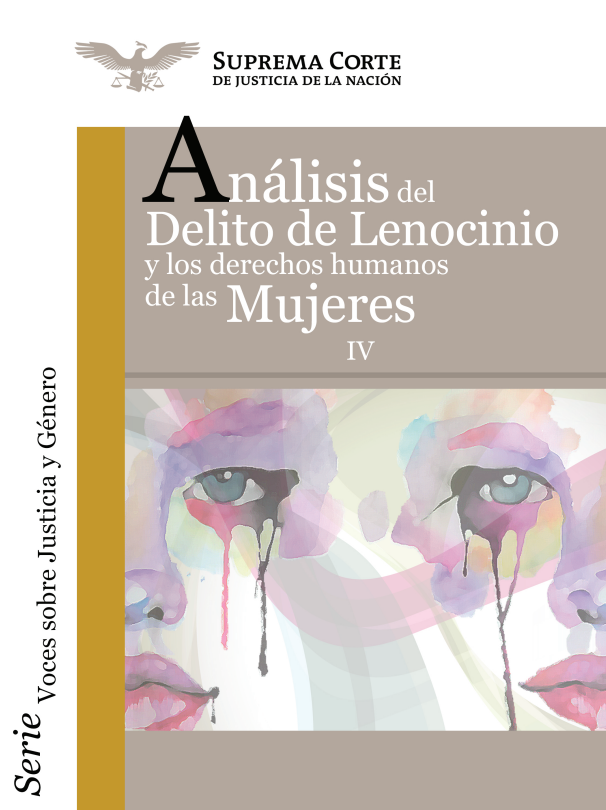 SUPREMA CORTE
DE JUSTICIA DE LA NACIÓN
Análisis del
Delito de Lenocinio
y los derechos humanos
de las Mujeres
IV
Serie Voces sobre Justicia y Género